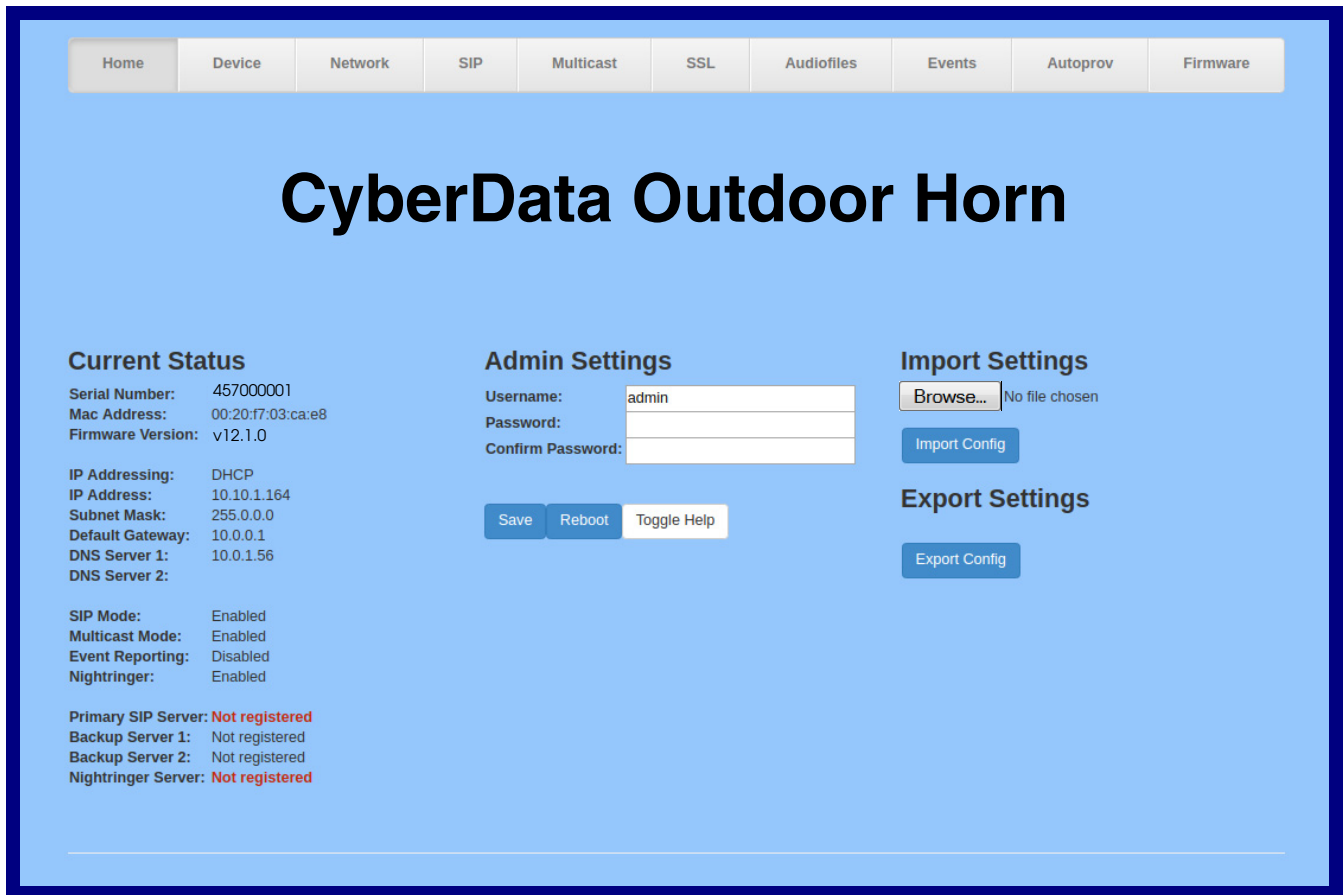 Home Device Network SIP Multicast SSL Audiofiles Events Autoprov Firmware
CyberData Outdoor Horn
Current Status
Serial Number: 457000001
Mac Address: 00:20:f7:03:ca:e8
Firmware Version: v12.1.0
IP Addressing: DHCP
IP Address: 10.10.1.164
Subnet Mask: 255.0.0.0
Default Gateway: 10.0.0.1
DNS Server 1: 10.0.1.56
DNS Server 2:
SIP Mode: Enabled
Multicast Mode: Enabled
Event Reporting: Disabled
Nightringer: Enabled
Primary SIP Server: Not registered
Backup Server 1: Not registered
Backup Server 2: Not registered
Nightringer Server: Not registered
Admin Settings
Username: admin
Password:
Confirm Password:
Save Reboot Toggle Help
Import Settings
Browse... No file chosen
Import Config
Export Settings
Export Config